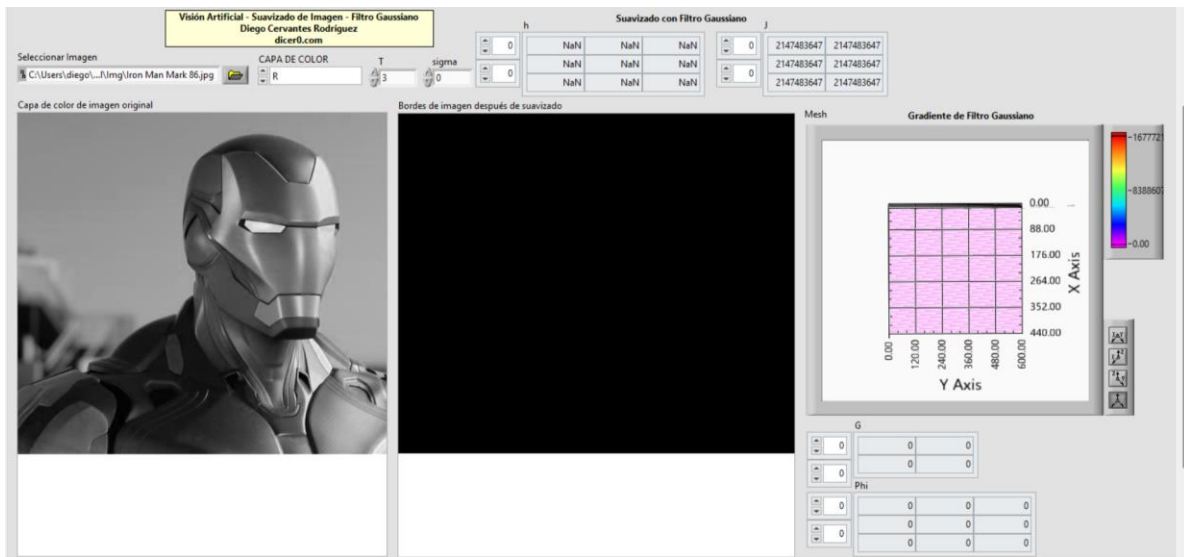 Visión Artificial - Suavizado de Imagen - Filtro Gaussiano
Diego Cervantes Rodríguez
dicer0.com
Seleccionar Imagen
C:\Users\diego\...I\Img\Iron Man Mark 86.jpg
CAPA DE COLOR
R
T
3
sigma
0
Suavizado con Filtro Gaussiano
h
0
0
NaN NaN NaN
NaN NaN NaN
NaN NaN NaN
J
0
0
2147483647 2147483647
2147483647 2147483647
2147483647 2147483647
Capa de color de imagen original
Bordes de imagen después de suavizado
Mesh
Gradiente de Filtro Gaussiano
0.00
88.00
176.00
264.00
352.00
440.00
X Axis
0.00
120.00
240.00
360.00
480.00
600.00
Y Axis
-1677721
-8388607
-0.00
G
0
0
0 0
0 0
Phi
0
0
0 0 0
0 0 0
0 0 0